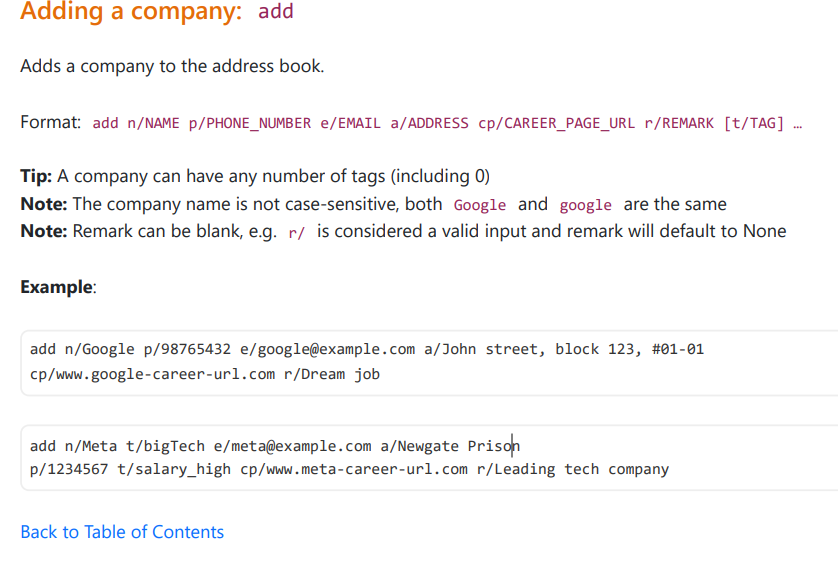 Adding a company: add
Adds a company to the address book.
Format: add n/NAME p/PHONE_NUMBER e/EMAIL a/ADDRESS cp/CAREER_PAGE_URL r/REMARK [t/TAG] …
Tip: A company can have any number of tags (including 0)
Note: The company name is not case-sensitive, both Google and google are the same
Note: Remark can be blank, e.g. r/ is considered a valid input and remark will default to None
Example:
add n/Google p/98765432 e/google@example.com a/John street, block 123, #01-01
cp/www.google-career-url.com r/Dream job
add n/Meta t/bigTech e/meta@example.com a/Newgate Prison
p/1234567 t/salary_high cp/www.meta-career-url.com r/Leading tech company
Back to Table of Contents